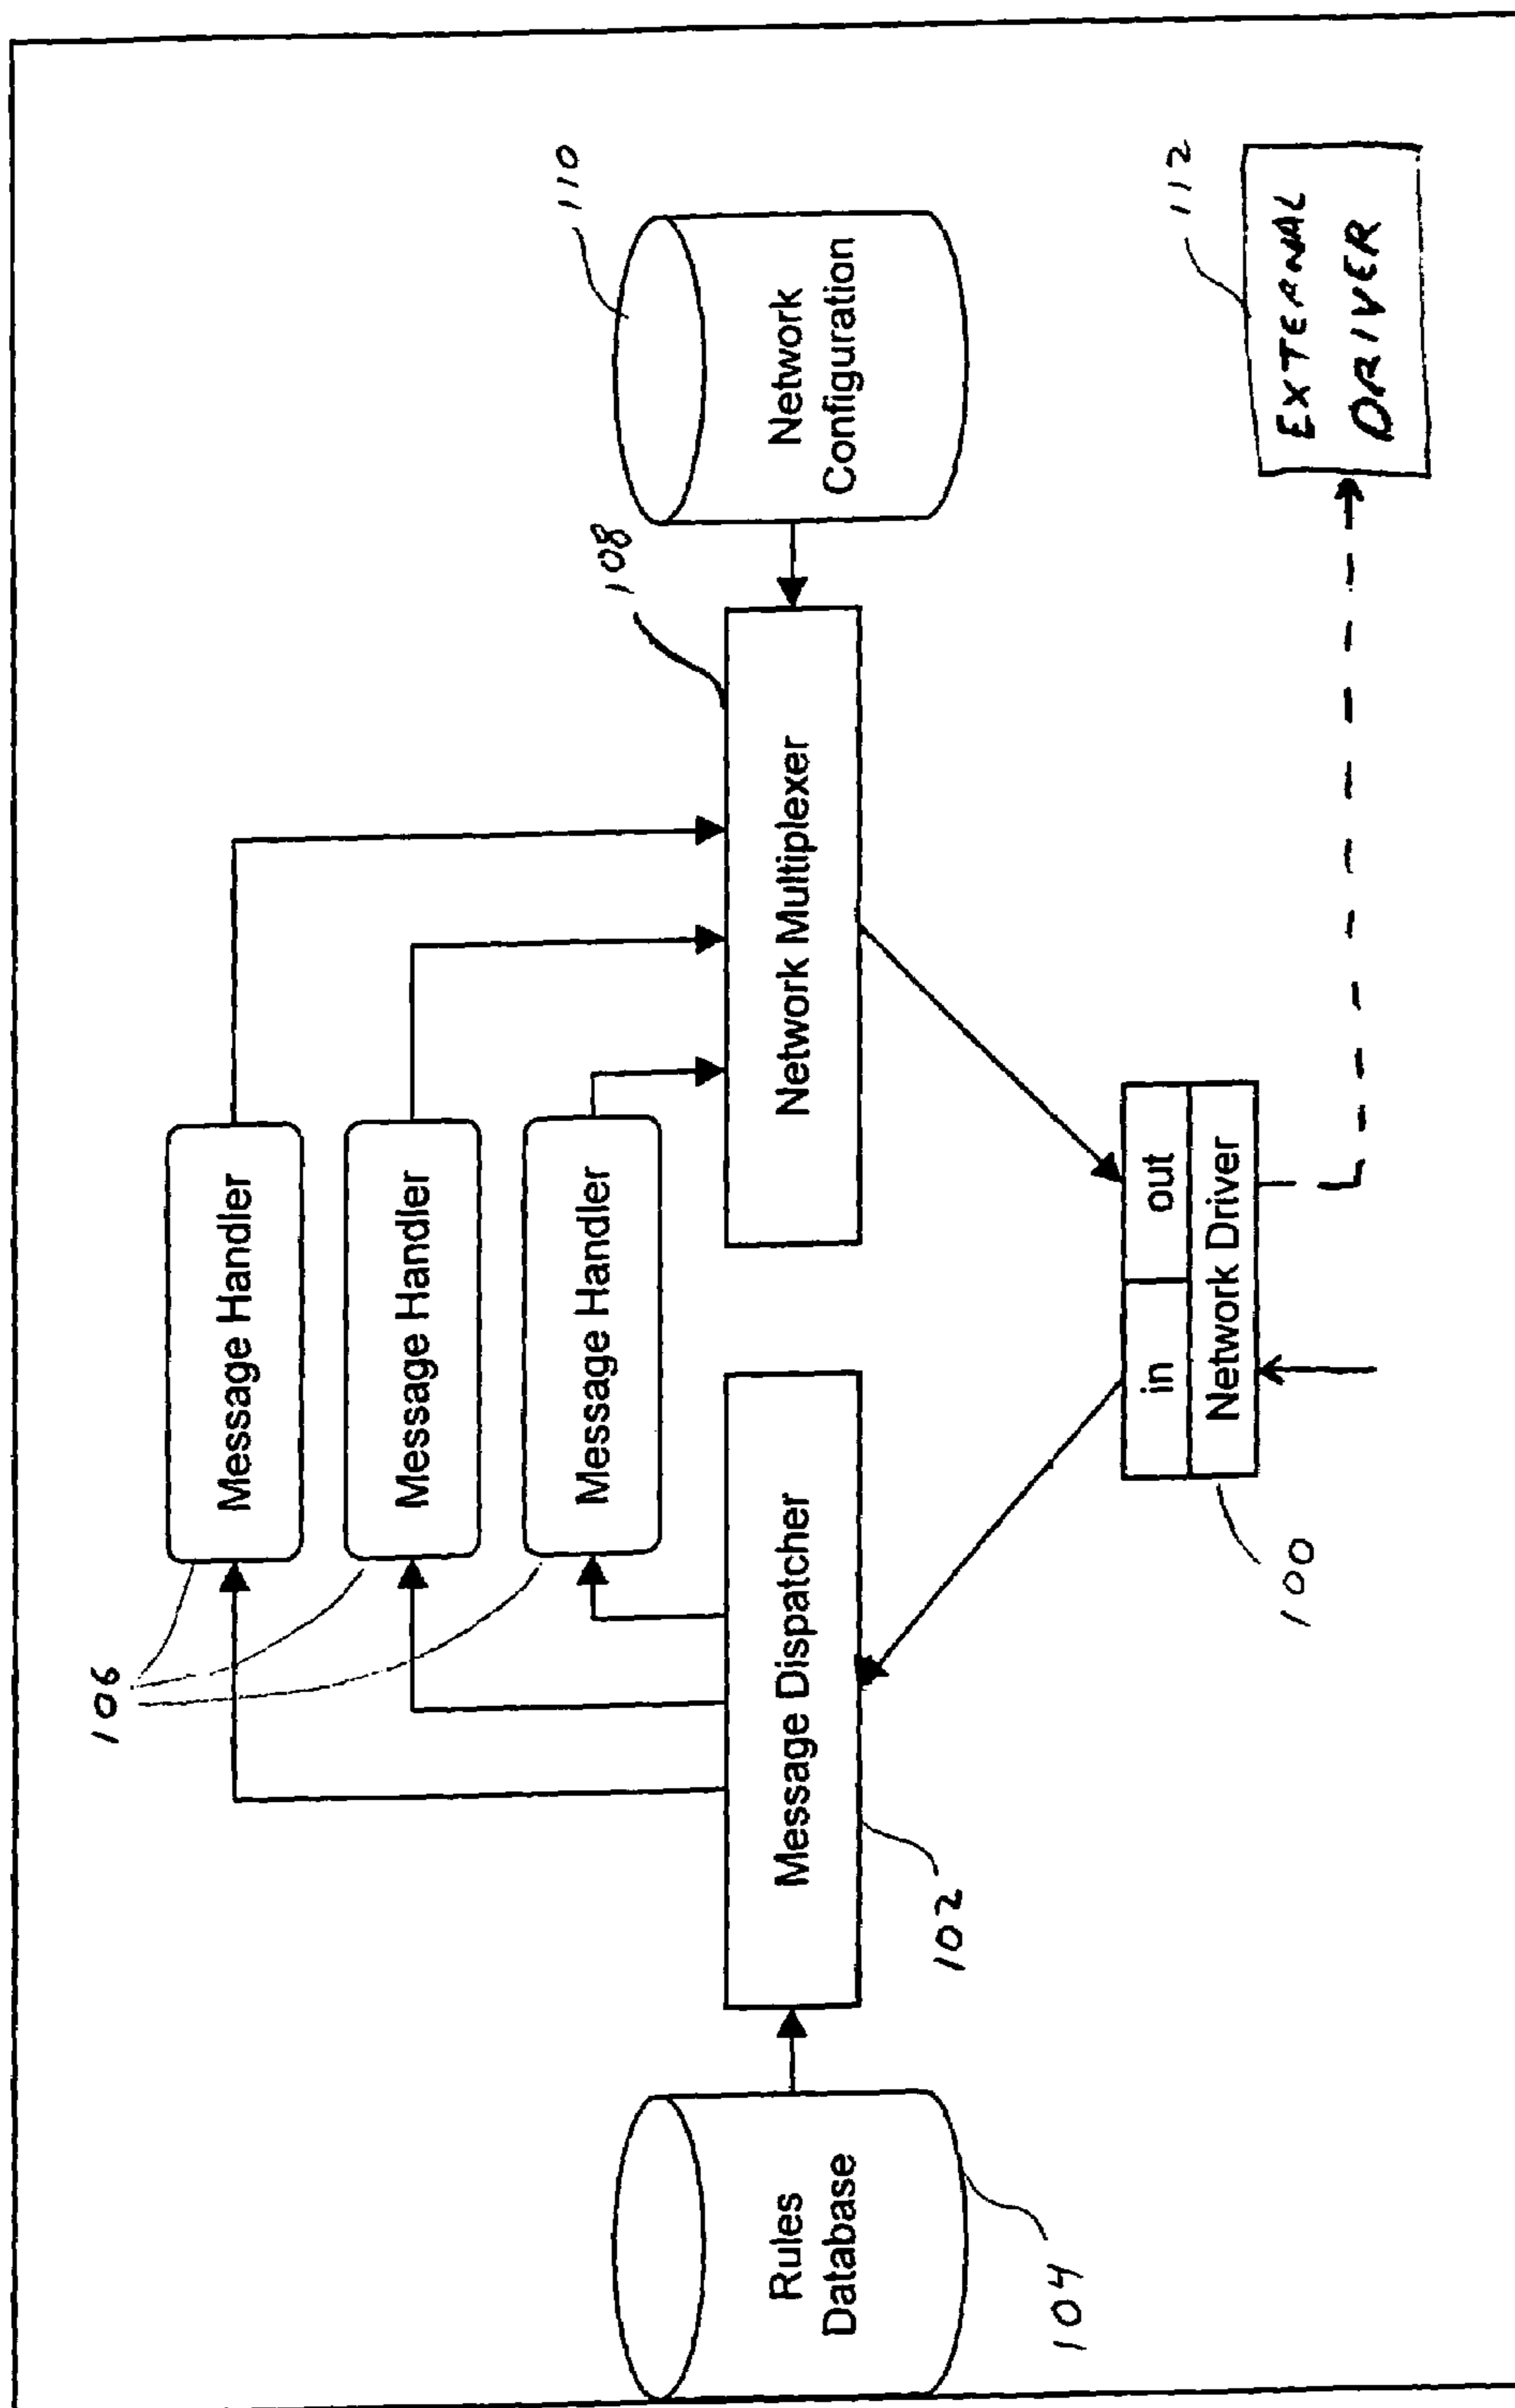 106
Message Handler
Message Handler
Message Handler
110
108
Rules
Database
Message Dispatcher
Network Multiplexer
Network
Configuration
104
102
112
in
out
Network Driver
100
EXTERNAL
DRIVER